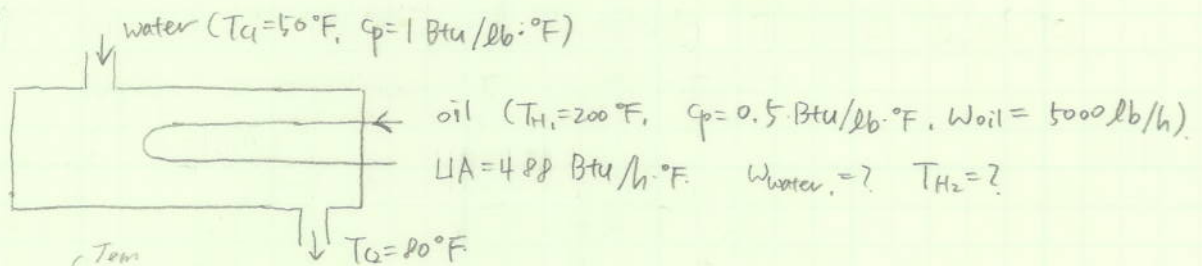 water (Tc1=50°F, Cp=1 Btu/lb·°F)
oil (TH1=200°F, Cp=0.5 Btu/lb·°F, Woil = 5000 lb/h)
UA=488 Btu/h·°F. Wwater=? TH2=?
Tc2=80°F.
Tem